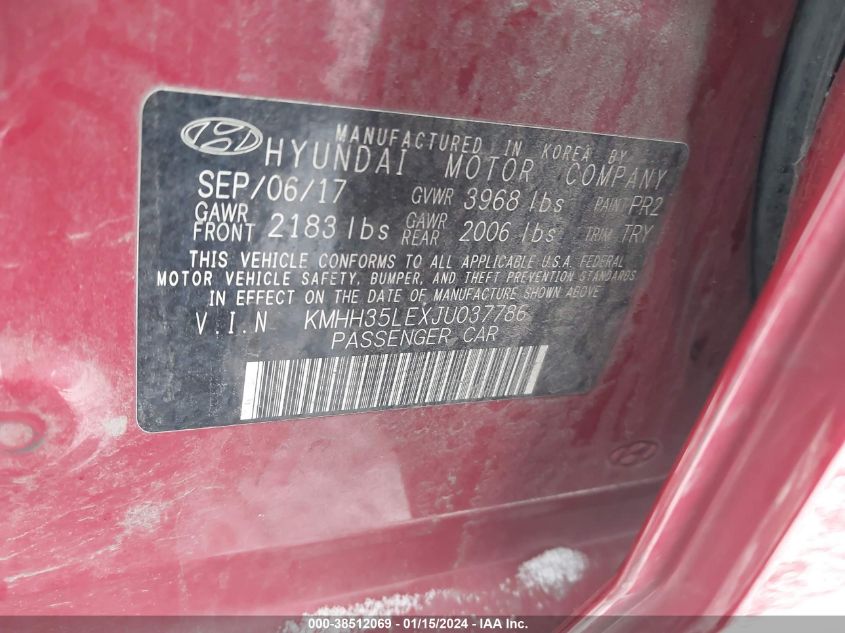 MANUFACTURED IN KOREA BY
HYUNDAI MOTOR COMPANY
SEP/06/17 GVWR 3968 lbs PAINT PR2
GAWR FRONT 2183 lbs GAWR REAR 2006 lbs TRIM TRY
THIS VEHICLE CONFORMS TO ALL APPLICABLE U.S.A. FEDERAL
MOTOR VEHICLE SAFETY, BUMPER, AND THEFT PREVENTION STANDARDS
IN EFFECT ON THE DATE OF MANUFACTURE SHOWN ABOVE
V.I.N KMHH35LEXJU037786
PASSENGER CAR
000-38512069 - 01/15/2024 - IAAI Inc.